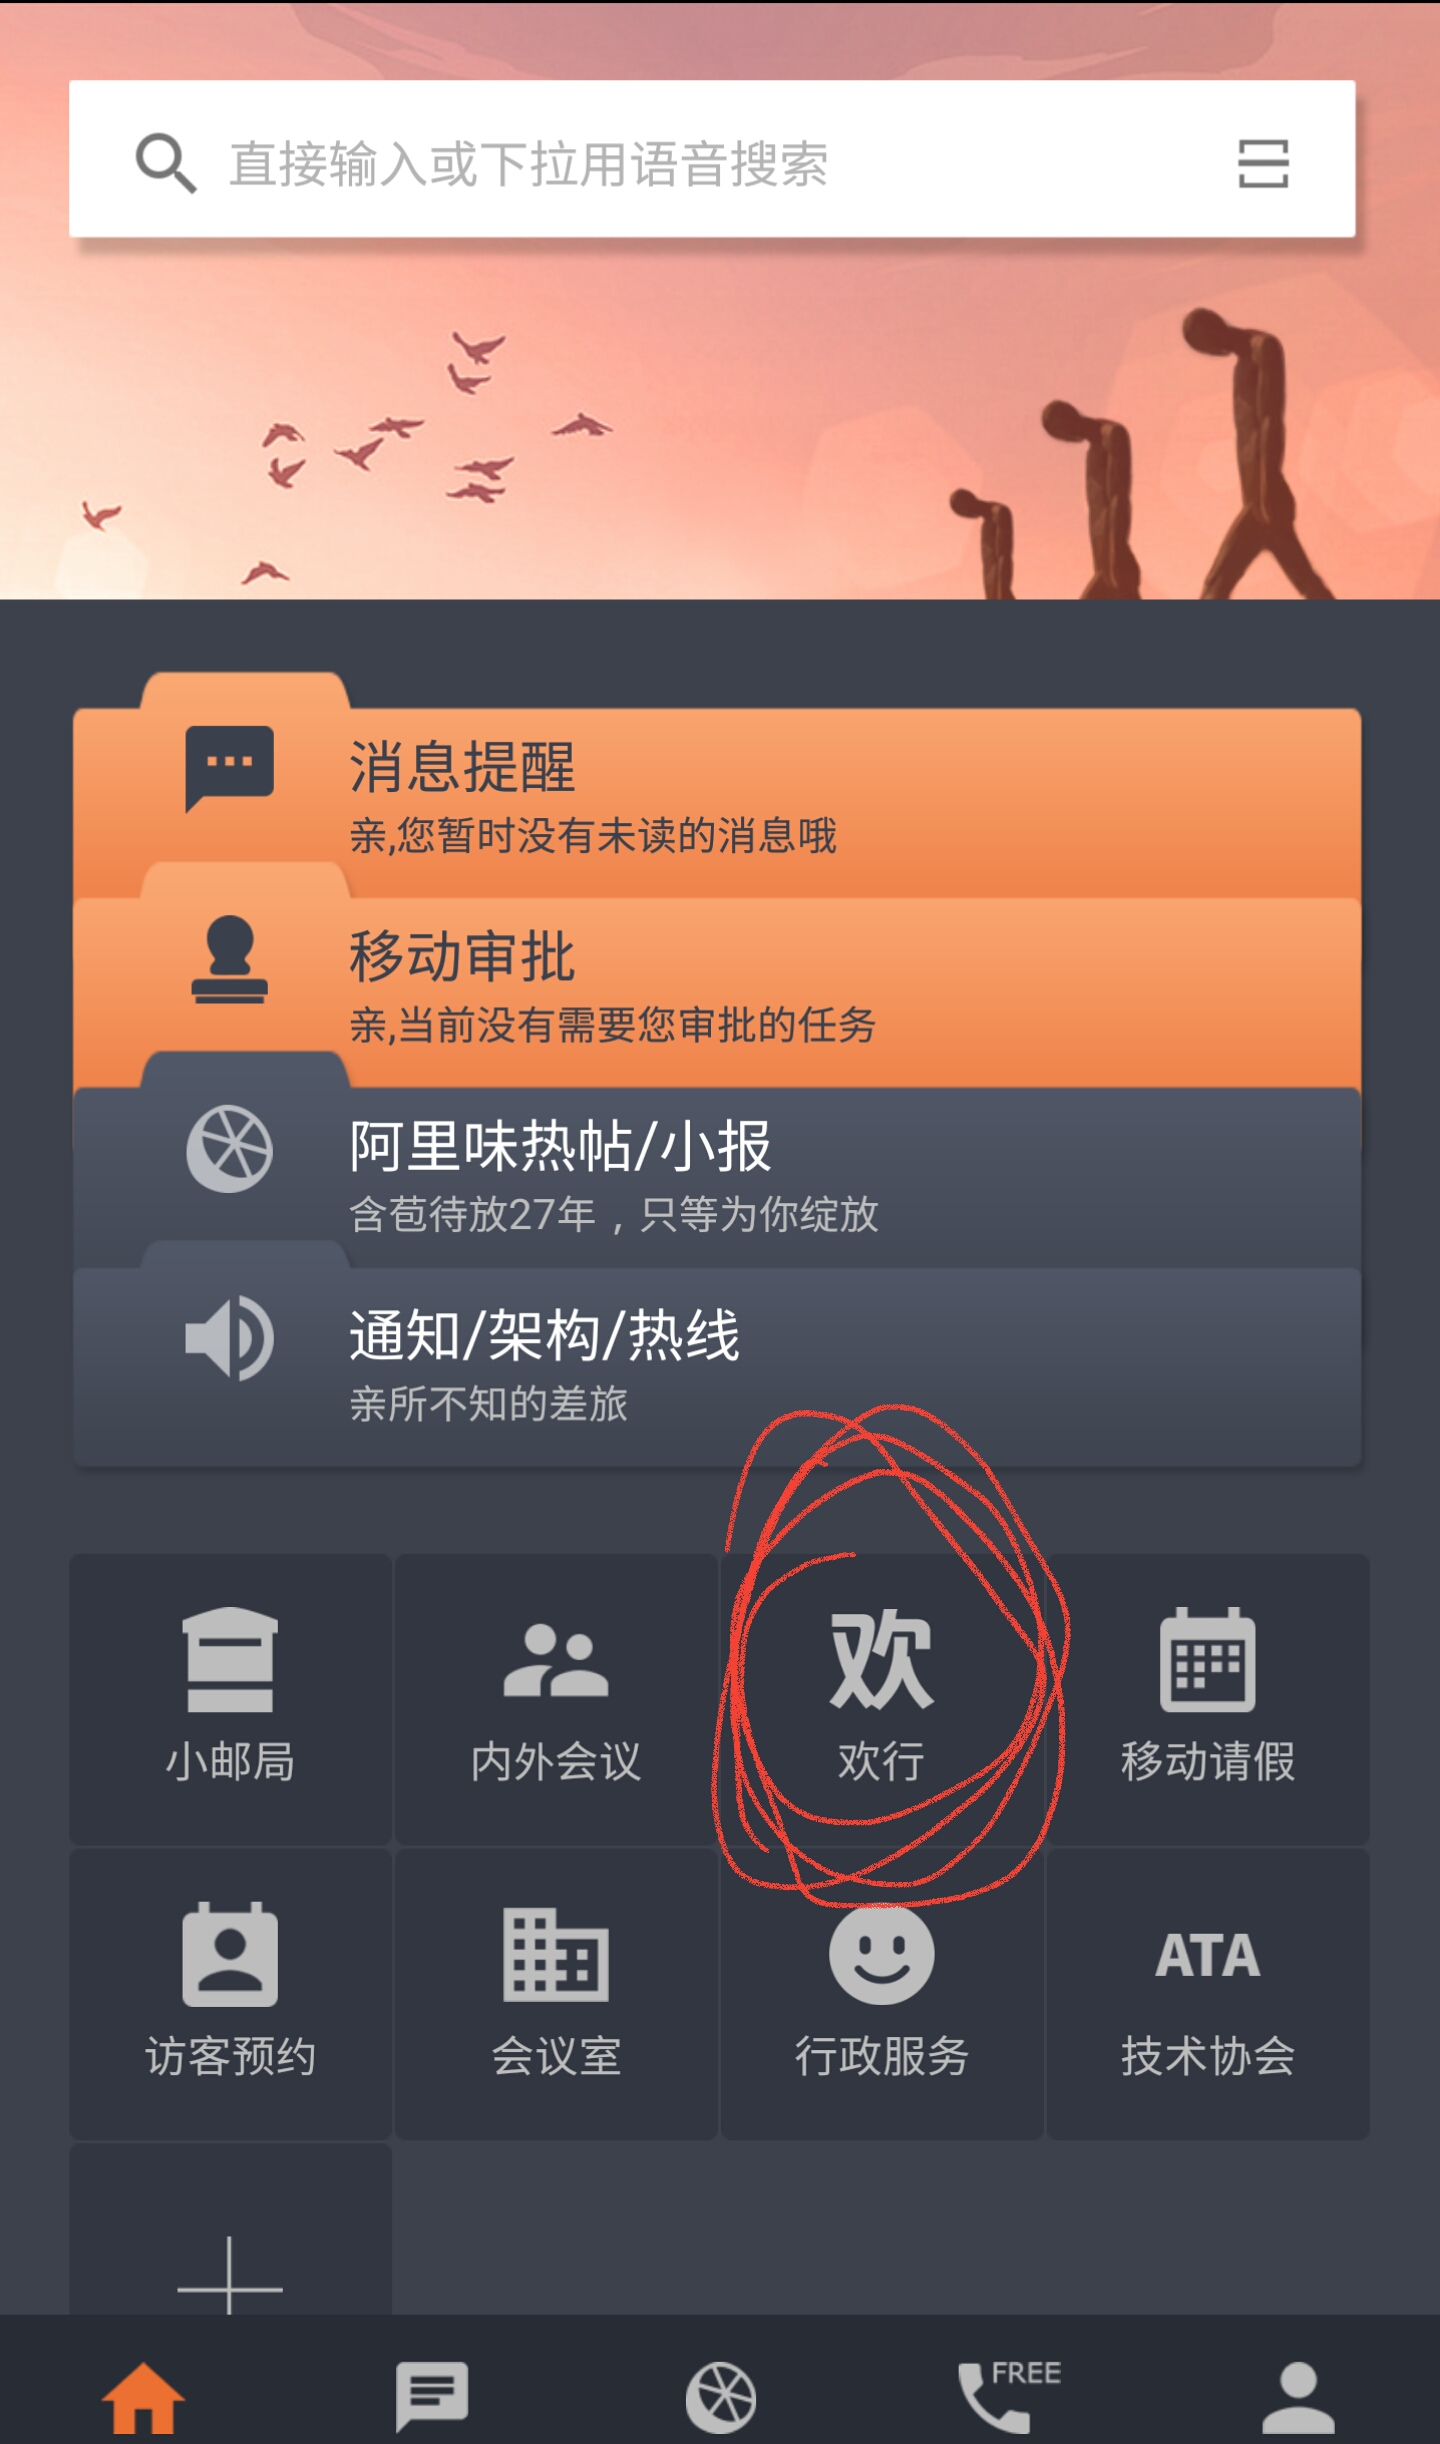 直接输入或下拉用语音搜索
消息提醒
亲,您暂时没有未读的消息哦
移动审批
亲,当前没有需要您审批的任务
阿里味热帖/小报
含苞待放27年，只等为你绽放
通知/架构/热线
亲所不知的差旅
欢
小邮局 内外会议 欢行 移动请假
ATA
访客预约 会议室 行政服务 技术协会
FREE